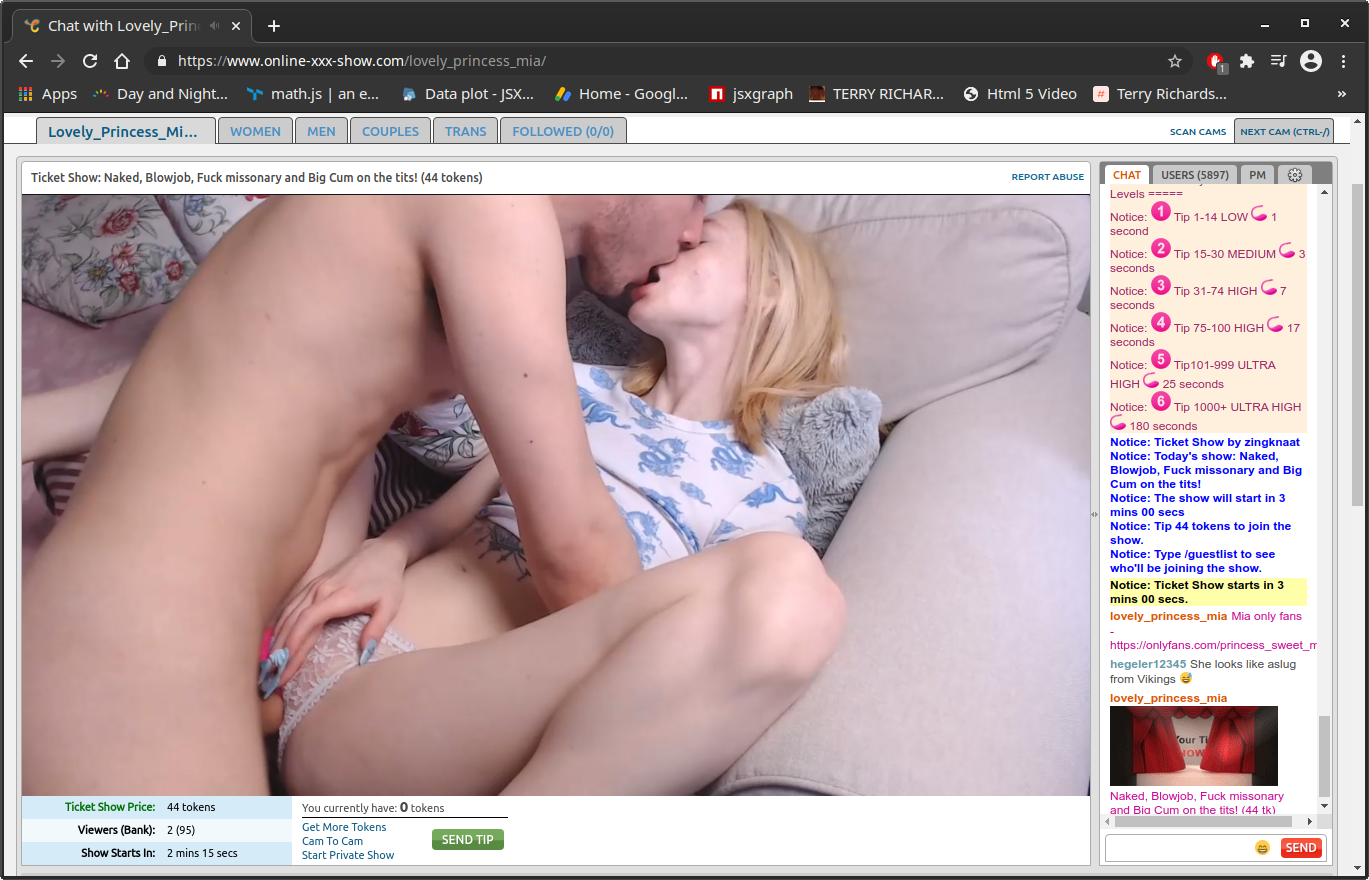 Chat with Lovely_Prin
https://www.online-xxx-show.com/lovely_princess_mia/
1
Apps
Day and Night...
math.js | an e...
Data plot - JSX...
Home - Googl...
jsxgraph
TERRY RICHAR...
Html 5 Video
Terry Richards...
»
Lovely_Princess_Mi...
WOMEN
MEN
COUPLES
TRANS
FOLLOWED (0/0)
SCAN CAMS
NEXT CAM (CTRL-/)
Ticket Show: Naked, Blowjob, Fuck missonary and Big Cum on the tits! (44 tokens)
REPORT ABUSE
CHAT
USERS (5897)
PM
Levels =====
Notice: 1 Tip 1-14 LOW 1
second
Notice: 2 Tip 15-30 MEDIUM 3
seconds
Notice: 3 Tip 31-74 HIGH 7
seconds
Notice: 4 Tip 75-100 HIGH 17
seconds
Notice: 5 Tip101-999 ULTRA
HIGH 25 seconds
Notice: 6 Tip 1000+ ULTRA HIGH
180 seconds
Notice: Ticket Show by zingknaat
Notice: Today's show: Naked,
Blowjob, Fuck missonary and Big
Cum on the tits!
Notice: The show will start in 3
mins 00 secs
Notice: Tip 44 tokens to join the
show.
Notice: Type /guestlist to see
who'll be joining the show.
Notice: Ticket Show starts in 3
mins 00 secs.
lovely_princess_mia Mia only fans
-
https://onlyfans.com/princess_sweet_m
hegeler12345 She looks like aslug
from Vikings 😅
lovely_princess_mia
Your Ti
HOW
Naked, Blowjob, Fuck missonary
and Big Cum on the tits! (44 tk)
Ticket Show Price: 44 tokens
Viewers (Bank): 2 (95)
Show Starts In: 2 mins 15 secs
You currently have: 0 tokens
Get More Tokens
Cam To Cam
Start Private Show
SEND TIP
SEND